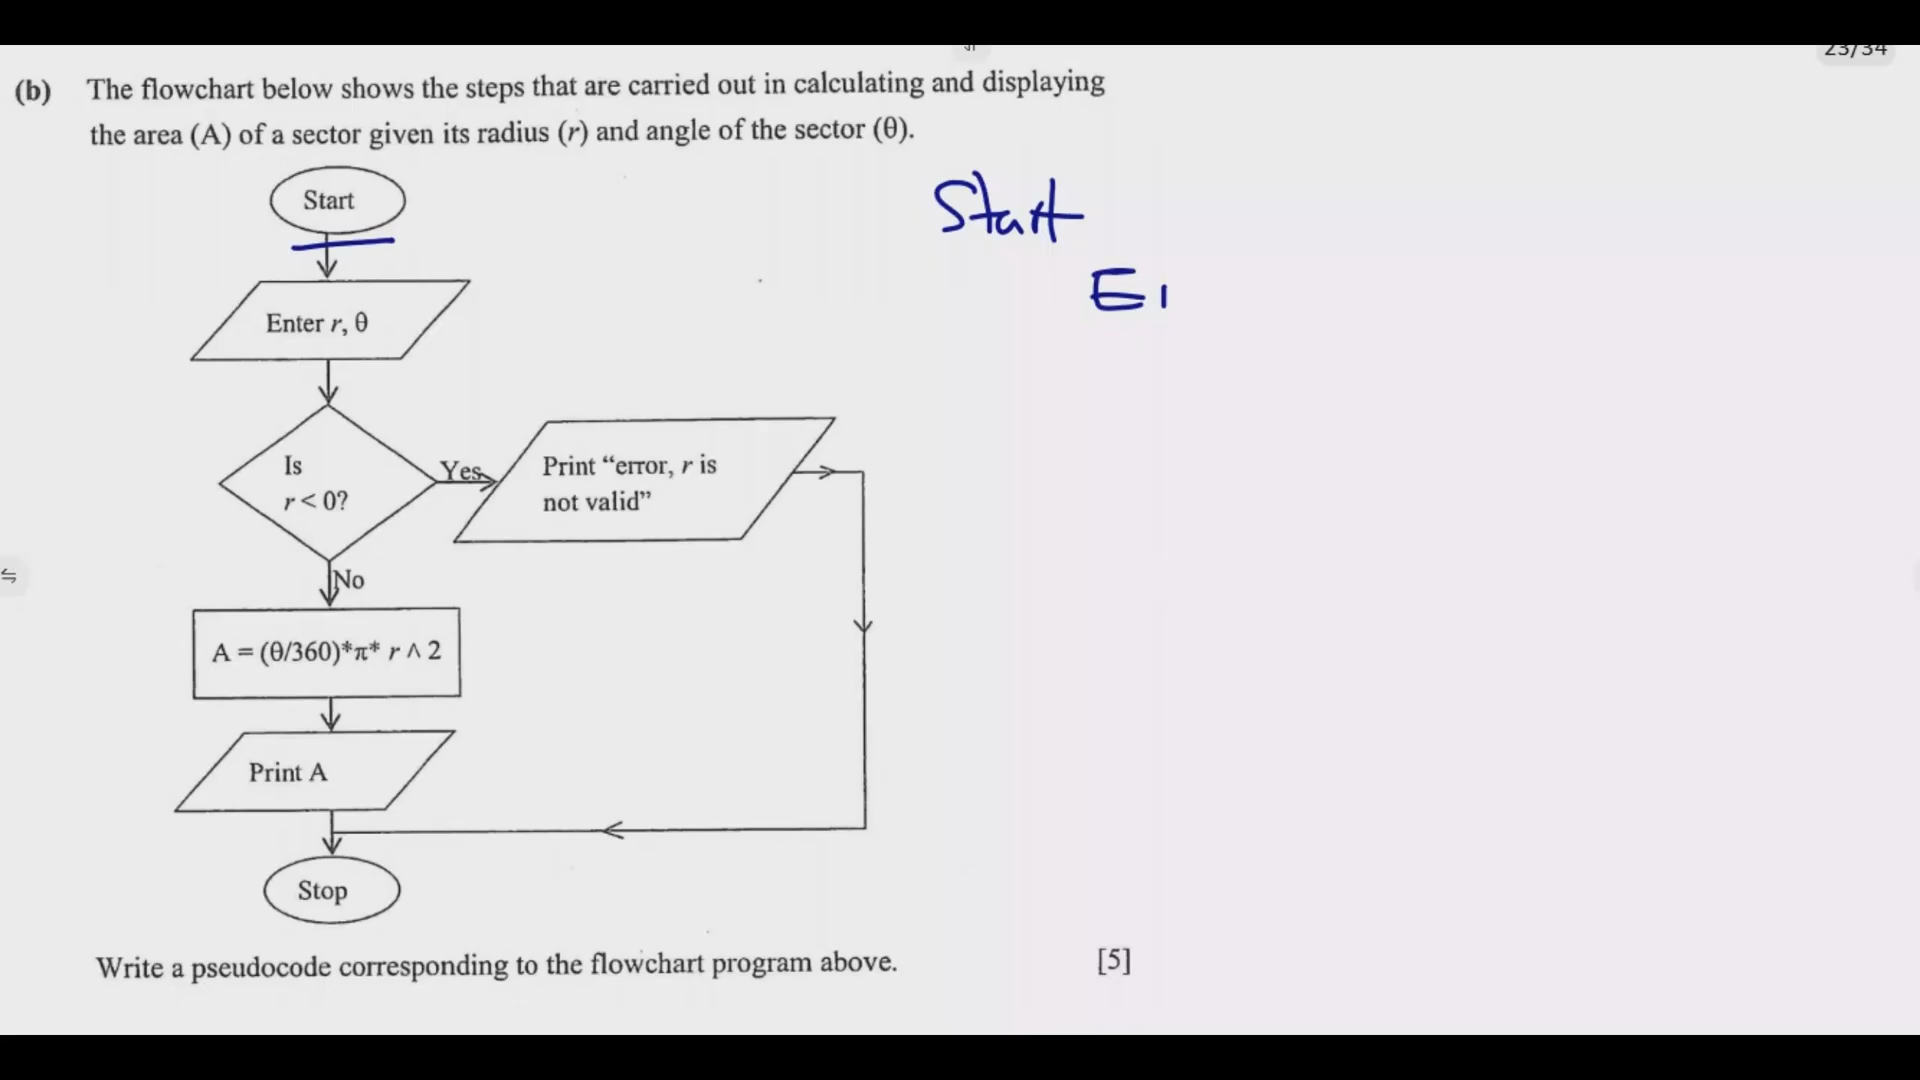 23/34
(b) The flowchart below shows the steps that are carried out in calculating and displaying
the area (A) of a sector given its radius (r) and angle of the sector (θ).
Start
Start
Enter r, θ
Is
r < 0?
Yes
Print “error, r is
not valid”
No
A = (θ/360)*π* r ∧ 2
Print A
Stop
Write a pseudocode corresponding to the flowchart program above. [5]